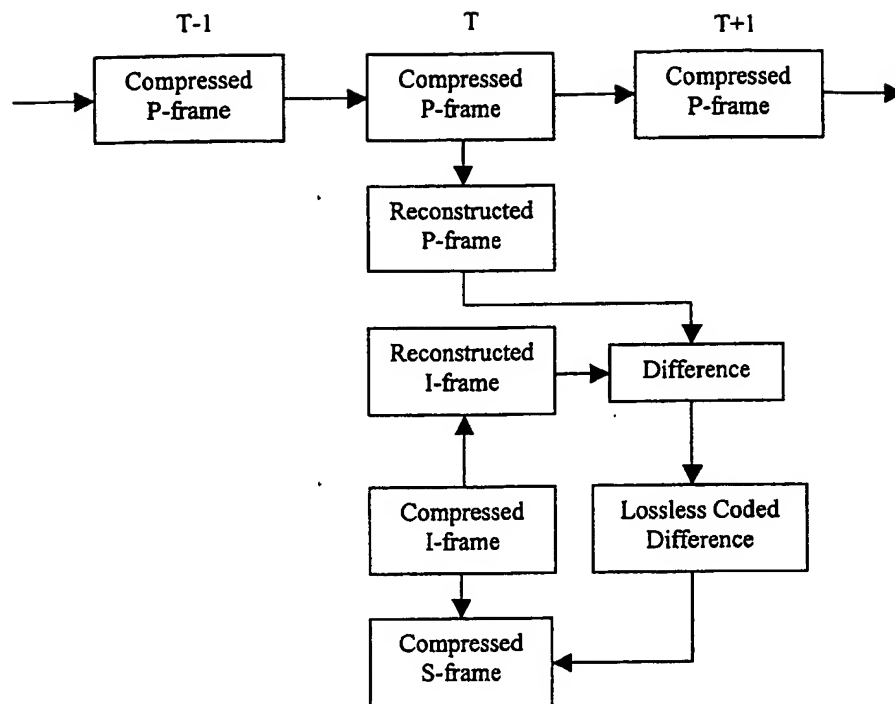 T-1
T
T+1
Compressed
P-frame
Compressed
P-frame
Compressed
P-frame
Reconstructed
P-frame
Reconstructed
I-frame
Difference
Compressed
I-frame
Lossless Coded
Difference
Compressed
S-frame